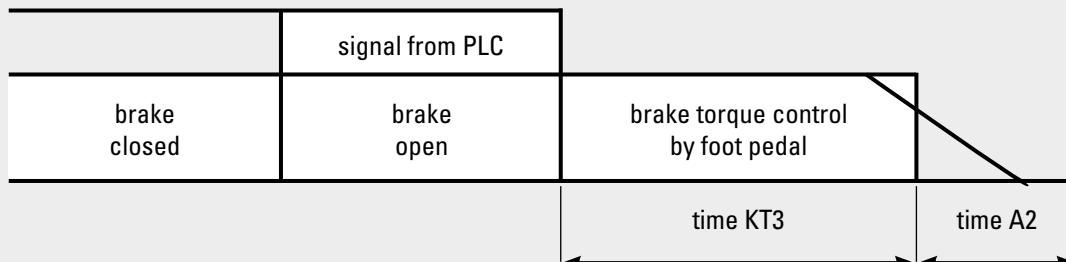 signal from PLC
brake
closed
brake
open
brake torque control
by foot pedal
time KT3
time A2